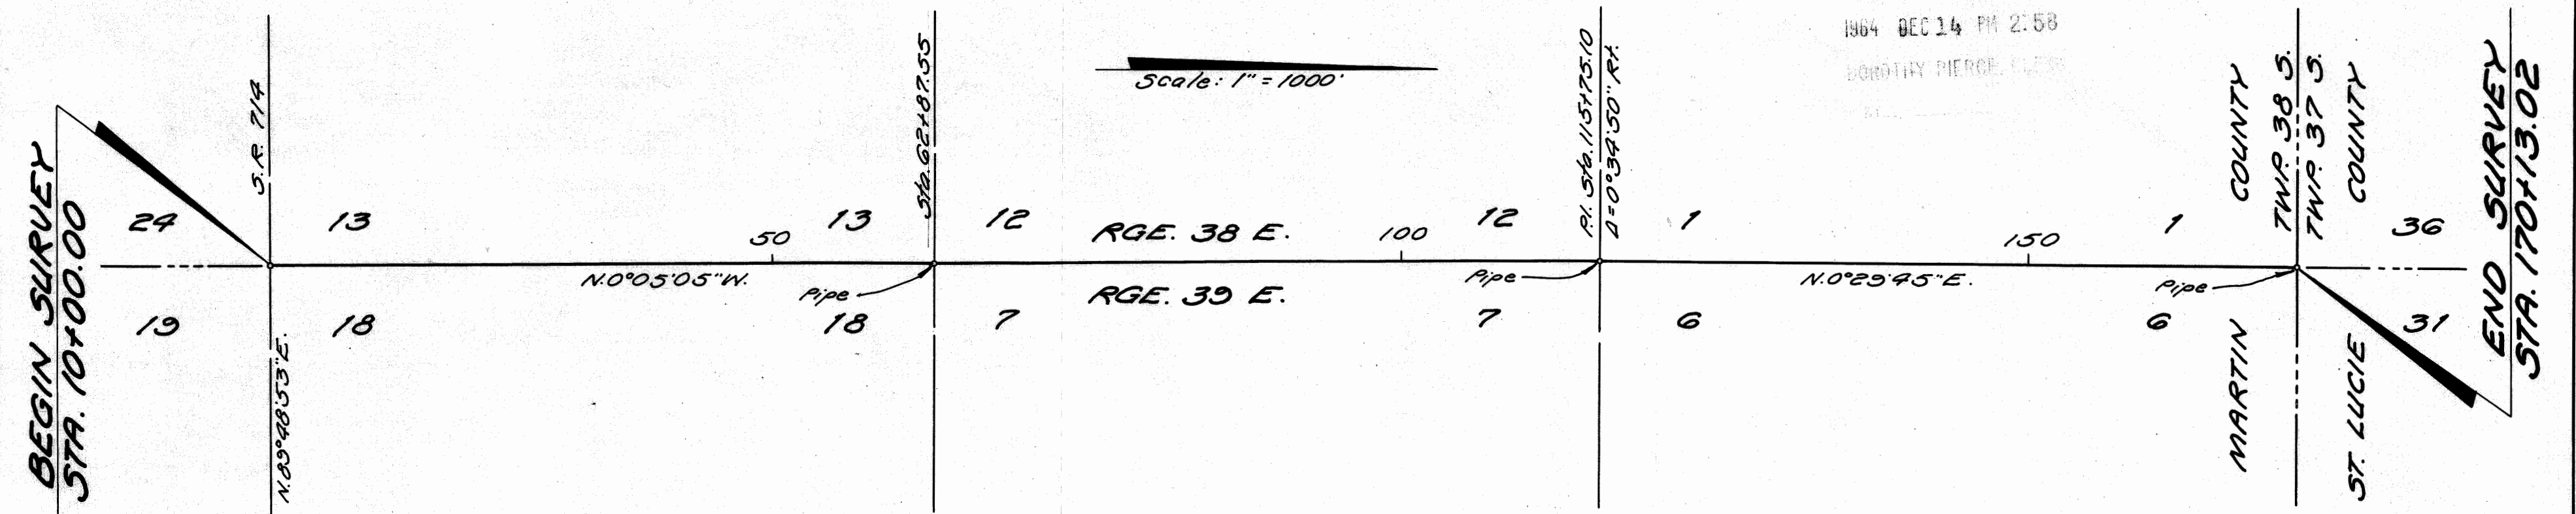 BEGIN SURVEY
STA. 10+00.00
24
19
S.R. 714
N.89°48'53"E.
13
18
N.0°05'05"W.
50
13
18
Pipe
Sta.62+87.55
12
7
Scale: 1" = 1000'
RGE. 38 E.
RGE. 39 E.
100
12
7
Pipe
P.I. Sta.115+75.10
Δ=0°34'50" Rt.
1
6
N.0°29'45"E.
1964 DEC 14 PM 2:58
DOROTHY PIERCE, CLERK
150
1
6
Pipe
MARTIN COUNTY
TWP. 38 S.
TWP. 37 S.
ST. LUCIE COUNTY
36
31
END SURVEY
STA. 170+13.02